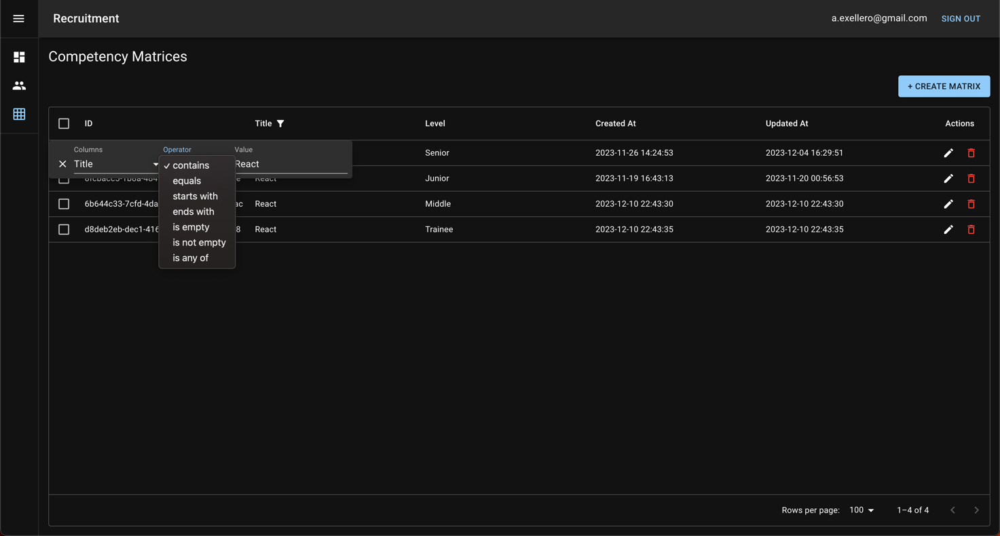 Recruitment
a.exellero@gmail.com SIGN OUT
Competency Matrices
+ CREATE MATRIX
ID Title Level Created At Updated At Actions
Columns Operator Value
Title contains React
equals
starts with
ends with
is empty
is not empty
is any of
Senior 2023-11-26 14:24:53 2023-12-04 16:29:51
React Junior 2023-11-19 16:43:13 2023-11-20 00:56:53
6b644c33-7cfd-4da ac React Middle 2023-12-10 22:43:30 2023-12-10 22:43:30
d8deb2eb-dec1-416 8 React Trainee 2023-12-10 22:43:35 2023-12-10 22:43:35
Rows per page: 100 1–4 of 4